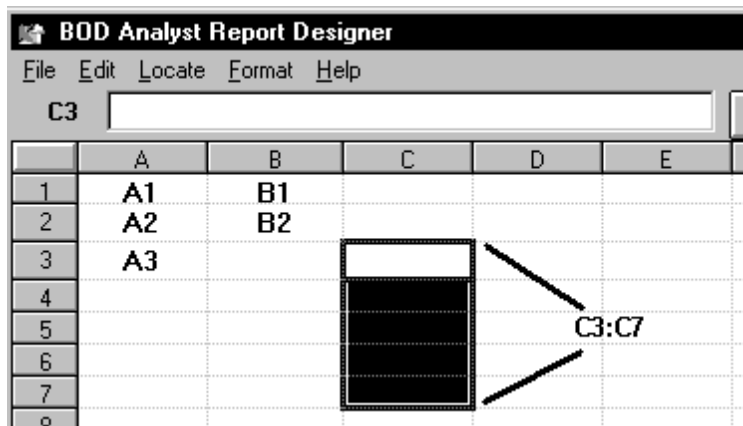 BOD Analyst Report Designer
File Edit Locate Format Help
C3
A B C D E
1 A1 B1
2 A2 B2
3 A3
4
5 C3:C7
6
7
8